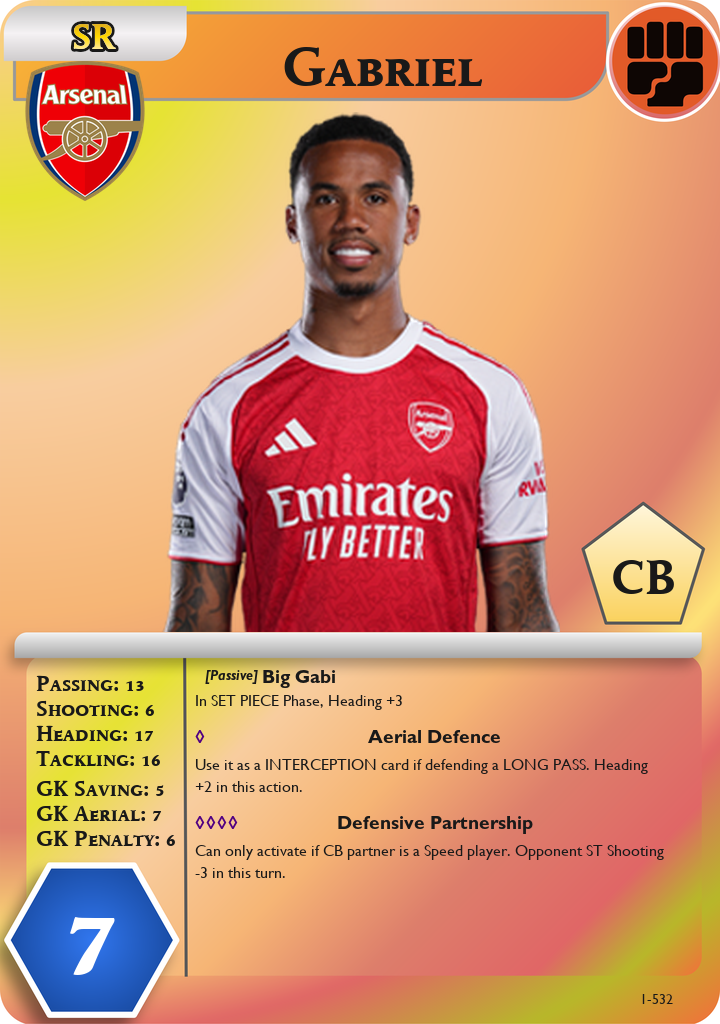 SR
Gabriel
Arsenal
Arsenal
Emirates
FLY BETTER
CB
Passing: 13
Shooting: 6
Heading: 17
Tackling: 16
GK Saving: 5
GK Aerial: 7
GK Penalty: 6
7
[Passive] Big Gabi
In SET PIECE Phase, Heading +3
◊ Aerial Defence
Use it as a INTERCEPTION card if defending a LONG PASS. Heading
+2 in this action.
◊◊◊◊ Defensive Partnership
Can only activate if CB partner is a Speed player. Opponent ST Shooting
-3 in this turn.
1-532